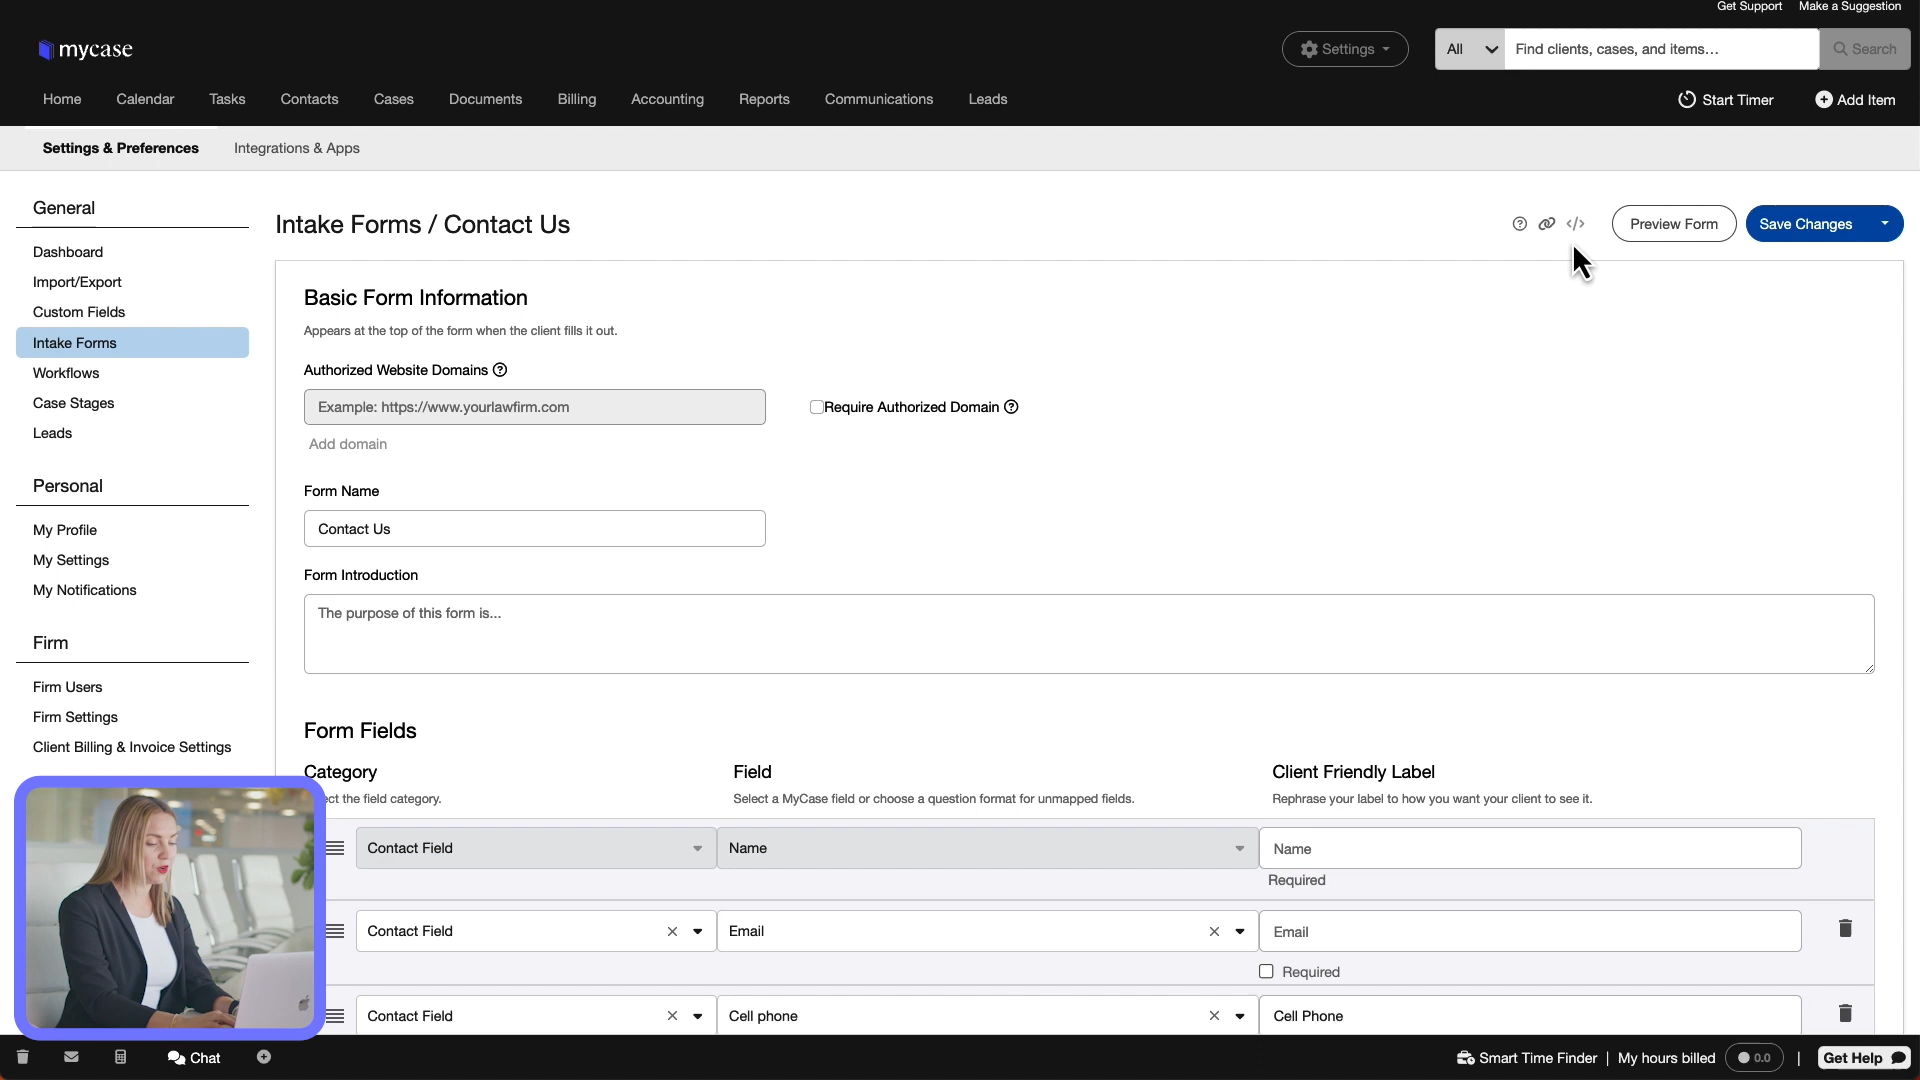 Get Support Make a Suggestion
mycase
Settings
All
Find clients, cases, and items...
Search
Home Calendar Tasks Contacts Cases Documents Billing Accounting Reports Communications Leads
Start Timer
Add Item
Settings & Preferences
Integrations & Apps
General
Dashboard
Import/Export
Custom Fields
Intake Forms
Workflows
Case Stages
Leads
Personal
My Profile
My Settings
My Notifications
Firm
Firm Users
Firm Settings
Client Billing & Invoice Settings
Intake Forms / Contact Us
</>
Preview Form
Save Changes
Basic Form Information
Appears at the top of the form when the client fills it out.
Authorized Website Domains
Example: https://www.yourlawfirm.com
Require Authorized Domain
Add domain
Form Name
Contact Us
Form Introduction
The purpose of this form is...
Form Fields
Category
Field
Client Friendly Label
ect the field category.
Select a MyCase field or choose a question format for unmapped fields.
Rephrase your label to how you want your client to see it.
Contact Field
Name
Name
Required
Contact Field
Email
Email
Required
Contact Field
Cell phone
Cell Phone
Chat
Smart Time Finder | My hours billed 0.0 |
Get Help